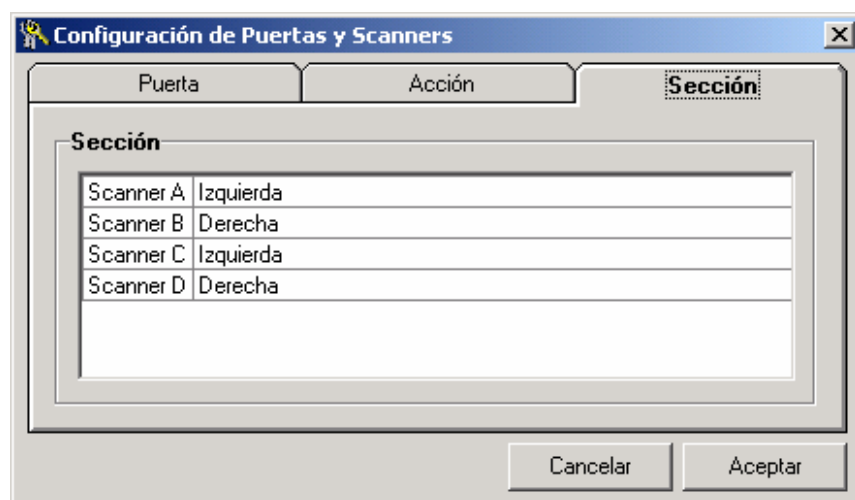 Configuración de Puertas y Scanners
Puerta Acción Sección
Sección
Scanner A Izquierda
Scanner B Derecha
Scanner C Izquierda
Scanner D Derecha
Cancelar Aceptar